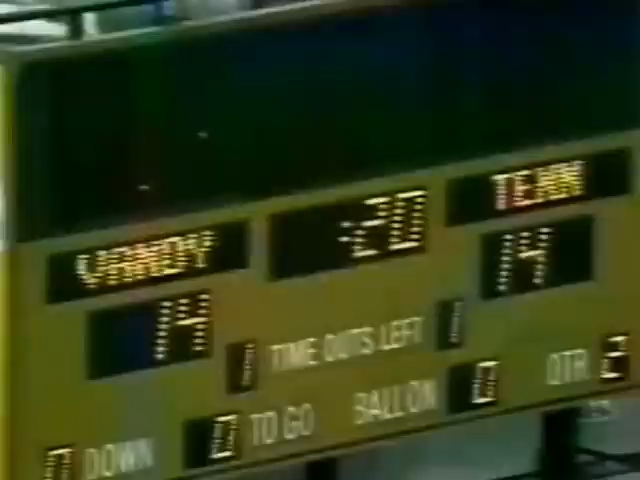 VANDY :20 TENN
14 14
1 TIME OUTS LEFT 1
0 DOWN 0 TO GO BALL ON 0 QTR 2